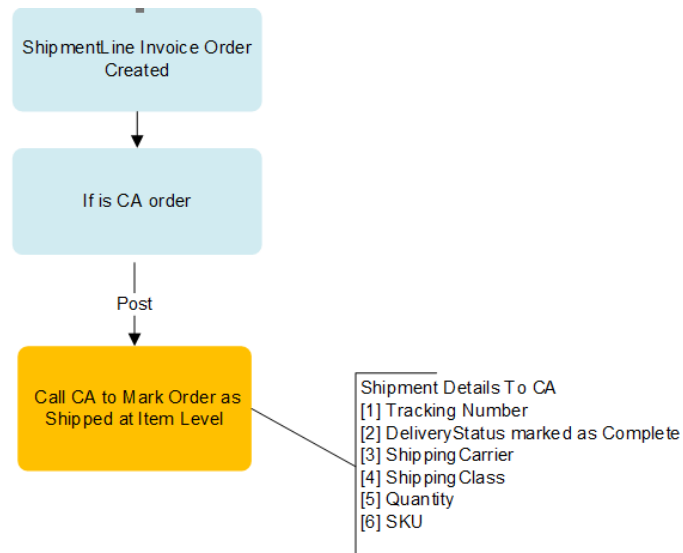 ShipmentLine Invoice Order
Created
If is CA order
Post
Call CA to Mark Order as
Shipped at Item Level
Shipment Details To CA
[1] Tracking Number
[2] DeliveryStatus marked as Complete
[3] ShippingCarrier
[4] ShippingClass
[5] Quantity
[6] SKU